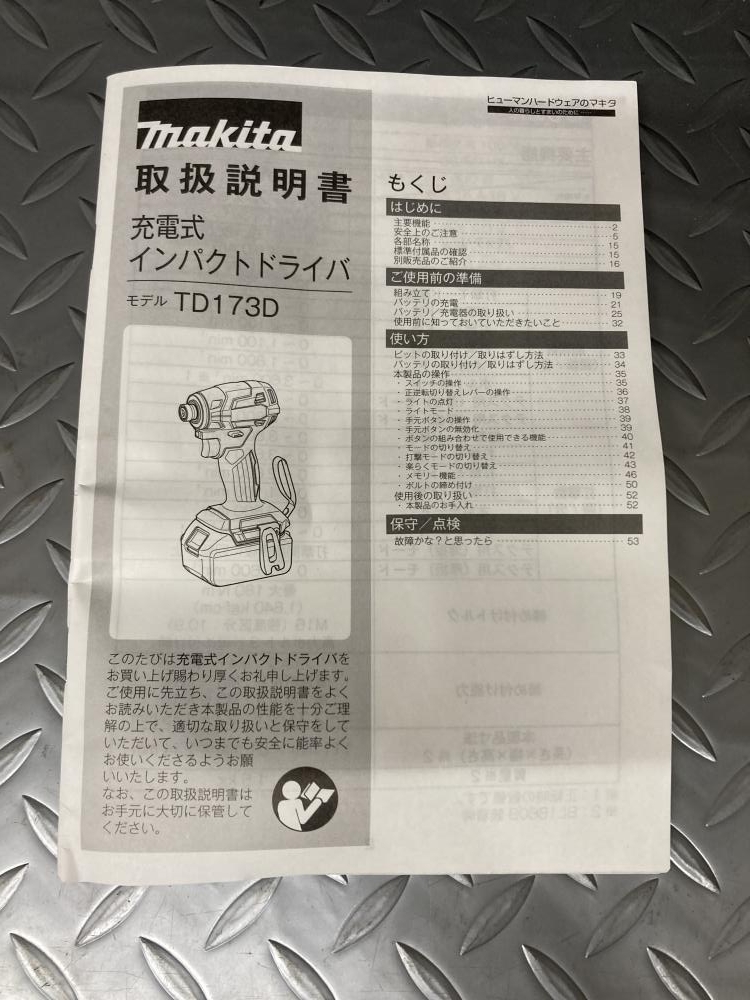 makita
取扱説明書
充電式
インパクトドライバ
モデル TD173D
このたびは充電式インパクトドライバを
お買い上げ賜わり厚くお礼申し上げます。
ご使用に先立ち、この取扱説明書をよく
お読みいただき本製品の性能を十分ご理
解の上で、適切な取り扱いと保守をして
いただいて、いつまでも安全に能率よく
お使いくださるようお願
いいたします。
なお、この取扱説明書は
お手元に大切に保管して
ください。
ヒューマンハードウェアのマキタ
人の暮らしとすまいのために
もくじ
はじめに
主要機能 2
安全上のご注意 5
各部名称 15
標準付属品の確認 15
別販売品のご紹介 16
ご使用前の準備
組み立て 19
バッテリの充電 21
バッテリ／充電器の取り扱い 25
使用前に知っておいていただきたいこと 32
使い方
ビットの取り付け／取りはずし方法 33
バッテリの取り付け／取りはずし方法 34
本製品の操作 35
・スイッチの操作 35
・正逆転切り替えレバーの操作 36
・ライトの点灯 37
・ライトモード 38
・手元ボタンの操作 39
・手元ボタンの無効化 39
・ボタンの組み合わせで使用できる機能 40
・モードの切り替え 41
・打撃モードの切り替え 42
・楽らくモードの切り替え 43
・メモリー機能 46
・ボルトの締め付け 50
使用後の取り扱い 52
・本製品のお手入れ 52
保守／点検
故障かな？と思ったら 53